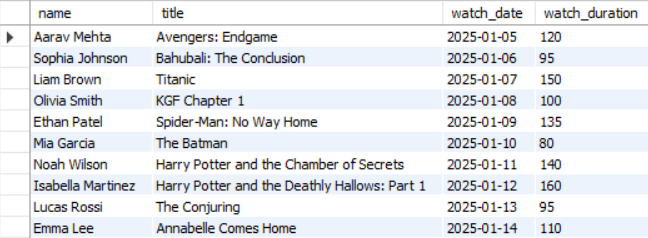 name title watch_date watch_duration
Aarav Mehta Avengers: Endgame 2025-01-05 120
Sophia Johnson Bahubali: The Conclusion 2025-01-06 95
Liam Brown Titanic 2025-01-07 150
Olivia Smith KGF Chapter 1 2025-01-08 100
Ethan Patel Spider-Man: No Way Home 2025-01-09 135
Mia Garcia The Batman 2025-01-10 80
Noah Wilson Harry Potter and the Chamber of Secrets 2025-01-11 140
Isabella Martinez Harry Potter and the Deathly Hallows: Part 1 2025-01-12 160
Lucas Rossi The Conjuring 2025-01-13 95
Emma Lee Annabelle Comes Home 2025-01-14 110